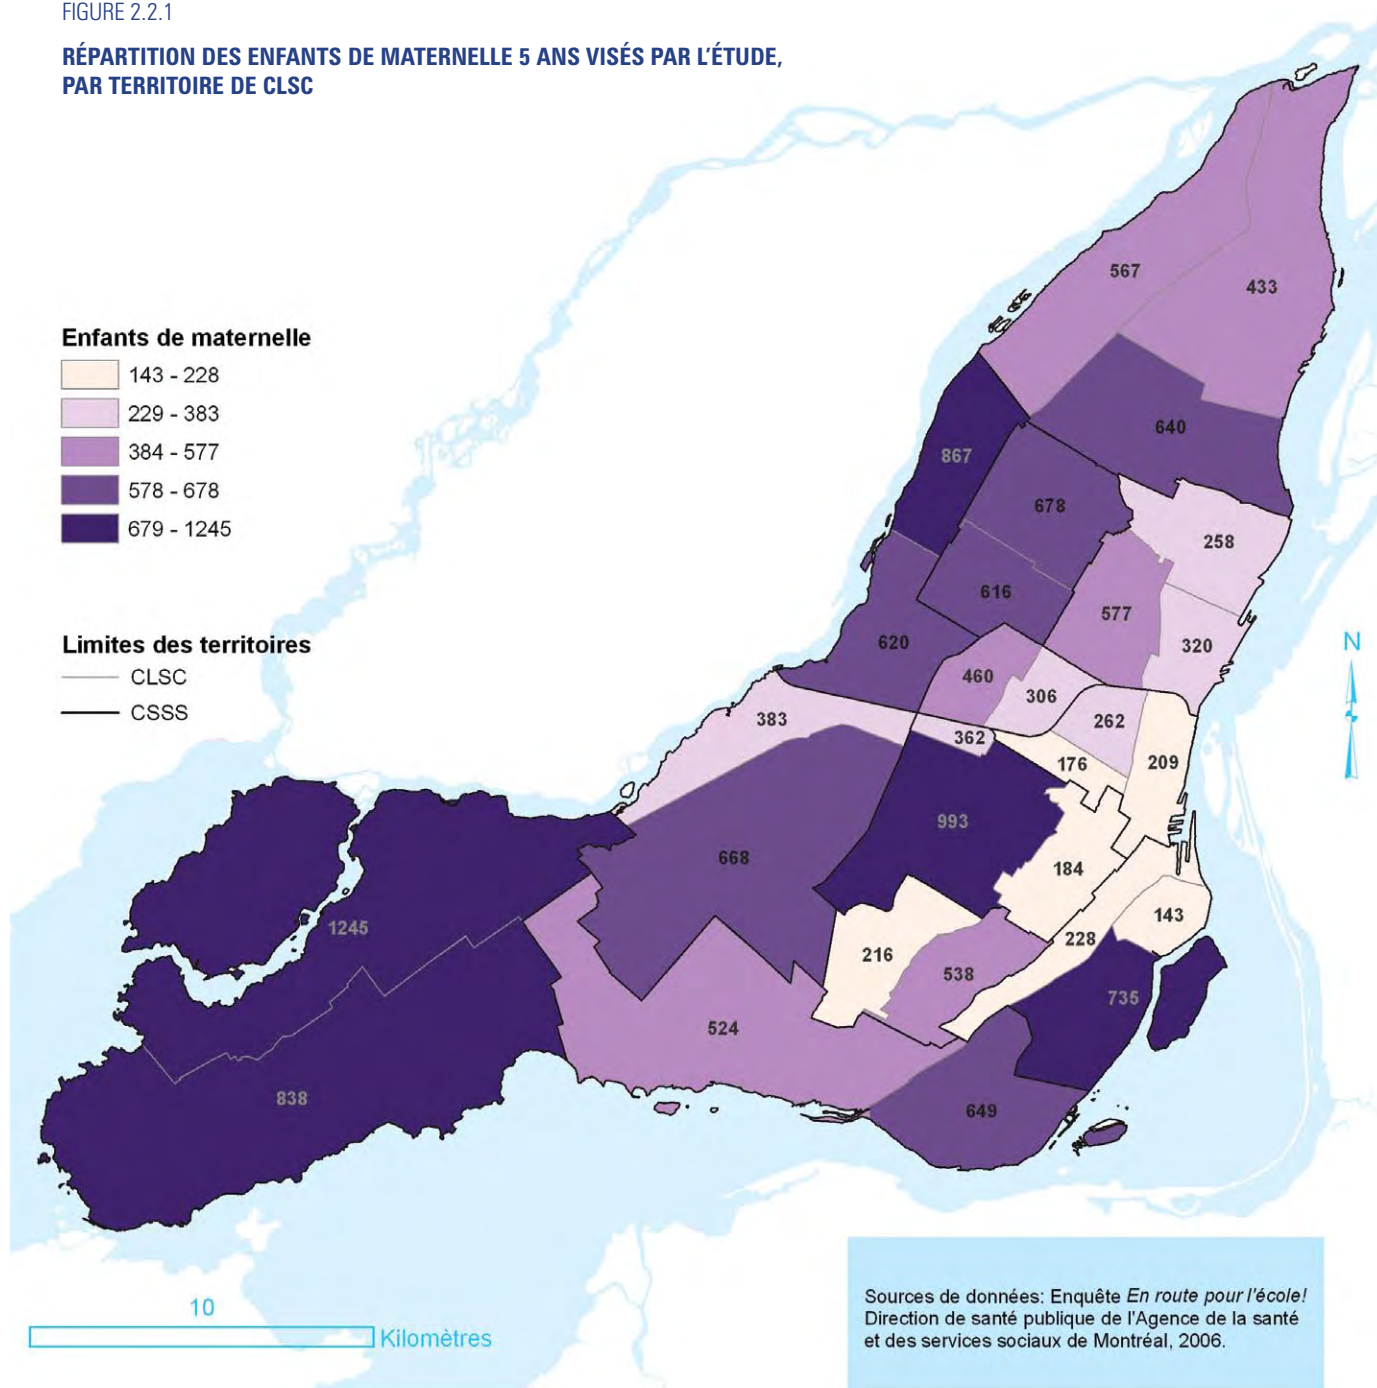 FIGURE 2.2.1
RÉPARTITION DES ENFANTS DE MATERNELLE 5 ANS VISÉS PAR L'ÉTUDE,
PAR TERRITOIRE DE CLSC
567
433
Enfants de maternelle
143 - 228
229 - 383
384 - 577
578 - 678
679 - 1245
640
867
678
258
616
577
620
320
Limites des territoires
CLSC
CSSS
N
460
306
383
262
362
176
209
993
668
184
143
1245
228
216
538
735
524
838
649
10
Kilomètres
Sources de données: Enquête En route pour l'école!
Direction de santé publique de l'Agence de la santé
et des services sociaux de Montréal, 2006.